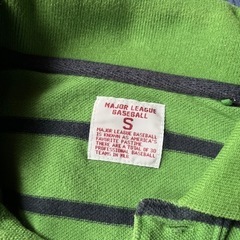 MAJOR LEAGUE
BASEBALL
S
MAJOR LEAGUE BASEBALL
IS KNOWN AS AMERICA'S
FAVORITE PASTIME
THERE ARE A TOTAL OF 30
PROFESSIONAL BASEBALL
TEAMS IN MLB